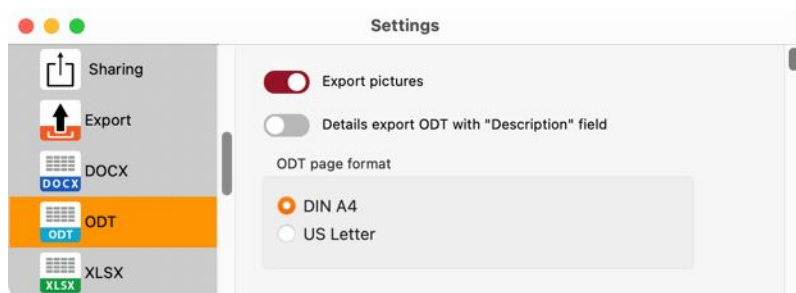 Settings
Sharing
Export
DOCX
DOCX
ODT
ODT
XLSX
XLSX
Export pictures
Details export ODT with "Description" field
ODT page format
DIN A4
US Letter